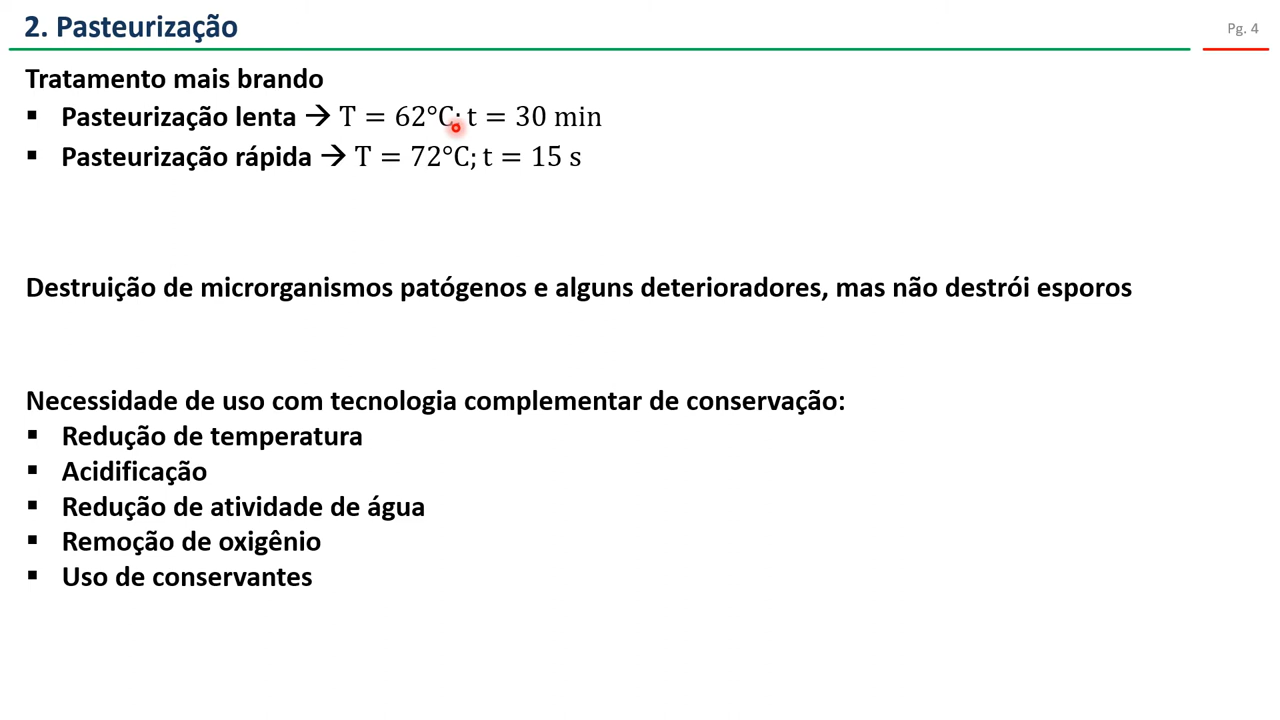 2. Pasteurização
Pg. 4
Tratamento mais brando
▪ Pasteurização lenta → T = 62°C; t = 30 min
▪ Pasteurização rápida → T = 72°C; t = 15 s
Destruição de microrganismos patógenos e alguns deterioradores, mas não destrói esporos
Necessidade de uso com tecnologia complementar de conservação:
▪ Redução de temperatura
▪ Acidificação
▪ Redução de atividade de água
▪ Remoção de oxigênio
▪ Uso de conservantes